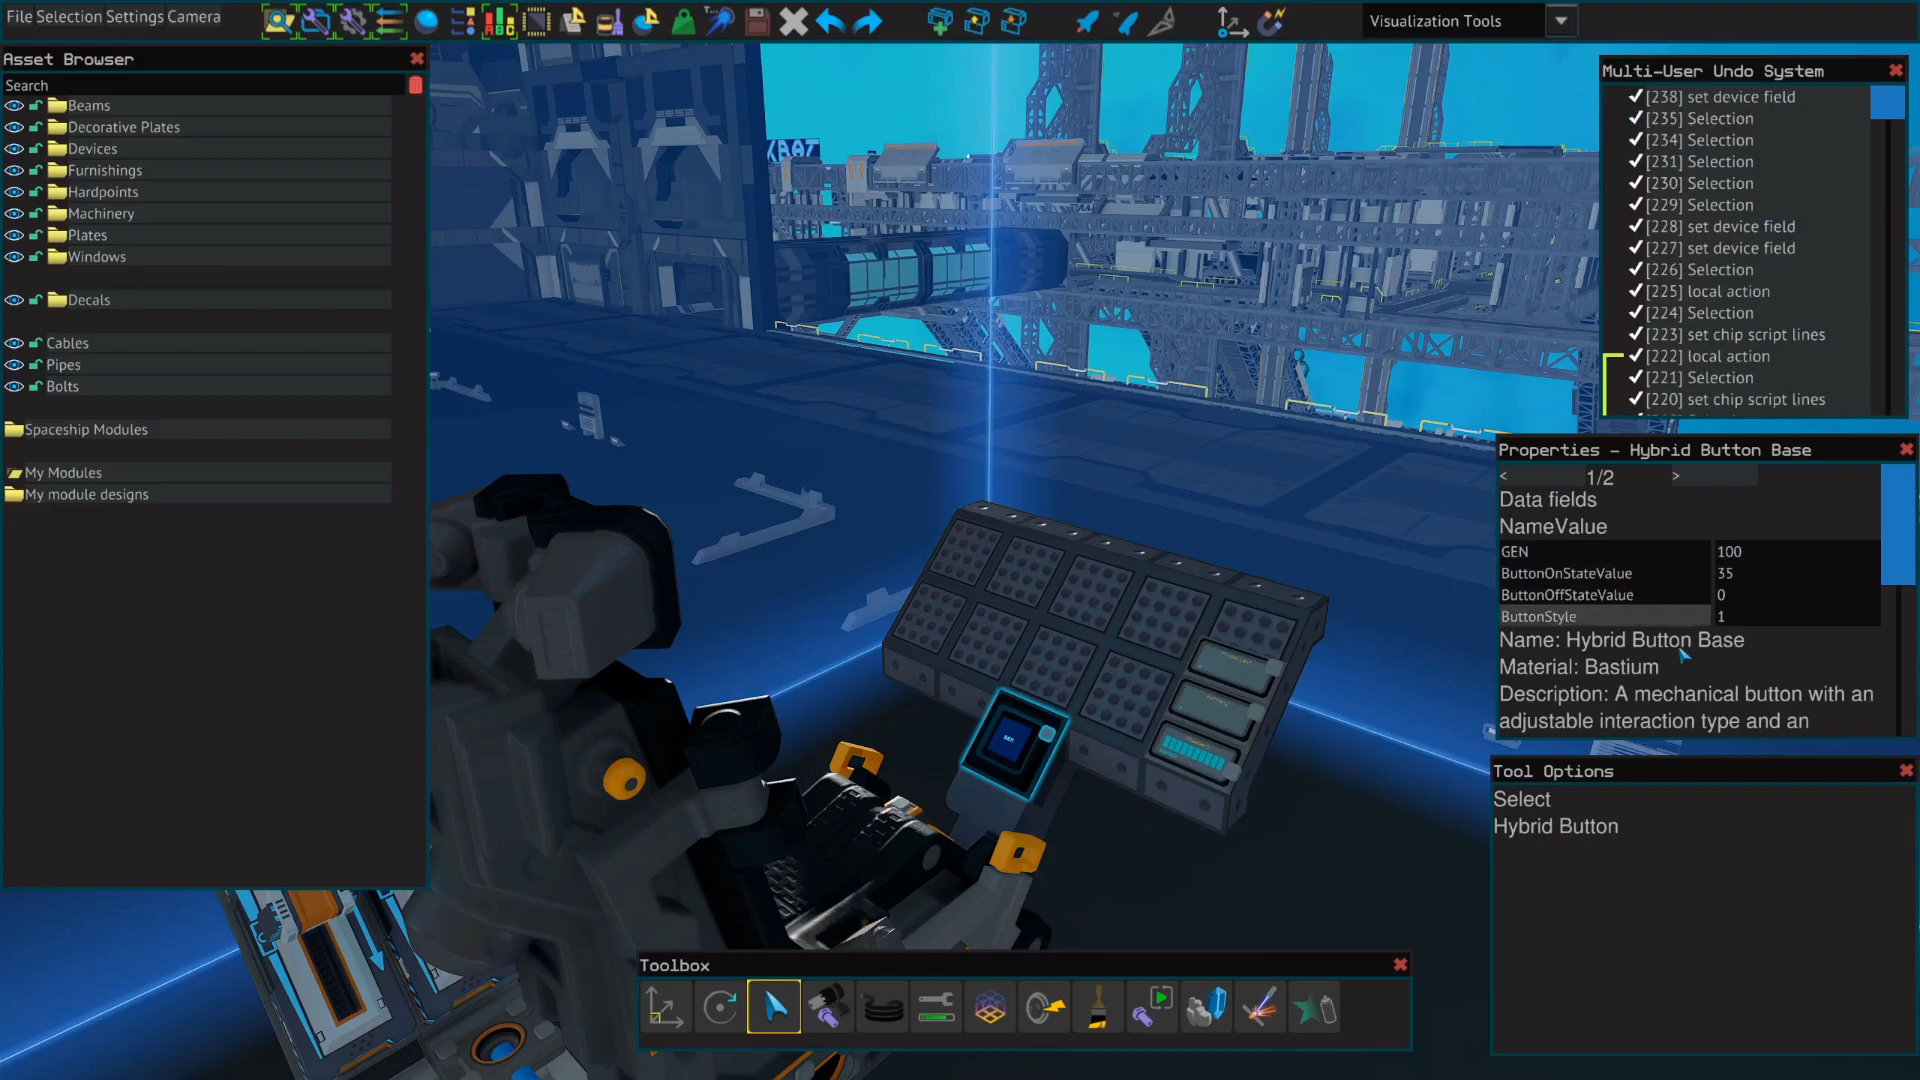 File Selection Settings Camera
ABC
Visualization Tools
Asset Browser
Search
Beams
Decorative Plates
Devices
Furnishings
Hardpoints
Machinery
Plates
Windows
Decals
Cables
Pipes
Bolts
Spaceship Modules
My Modules
My module designs
Multi-User Undo System
[238] set device field
[235] Selection
[234] Selection
[231] Selection
[230] Selection
[229] Selection
[228] set device field
[227] set device field
[226] Selection
[225] local action
[224] Selection
[223] set chip script lines
[222] local action
[221] Selection
[220] set chip script lines
Properties - Hybrid Button Base
< 1/2 >
Data fields
NameValue
GEN 100
ButtonOnStateValue 35
ButtonOffStateValue 0
ButtonStyle 1
Name: Hybrid Button Base
Material: Bastium
Description: A mechanical button with an
adjustable interaction type and an
Tool Options
Select
Hybrid Button
Propellant
Battery
GEN
Toolbox